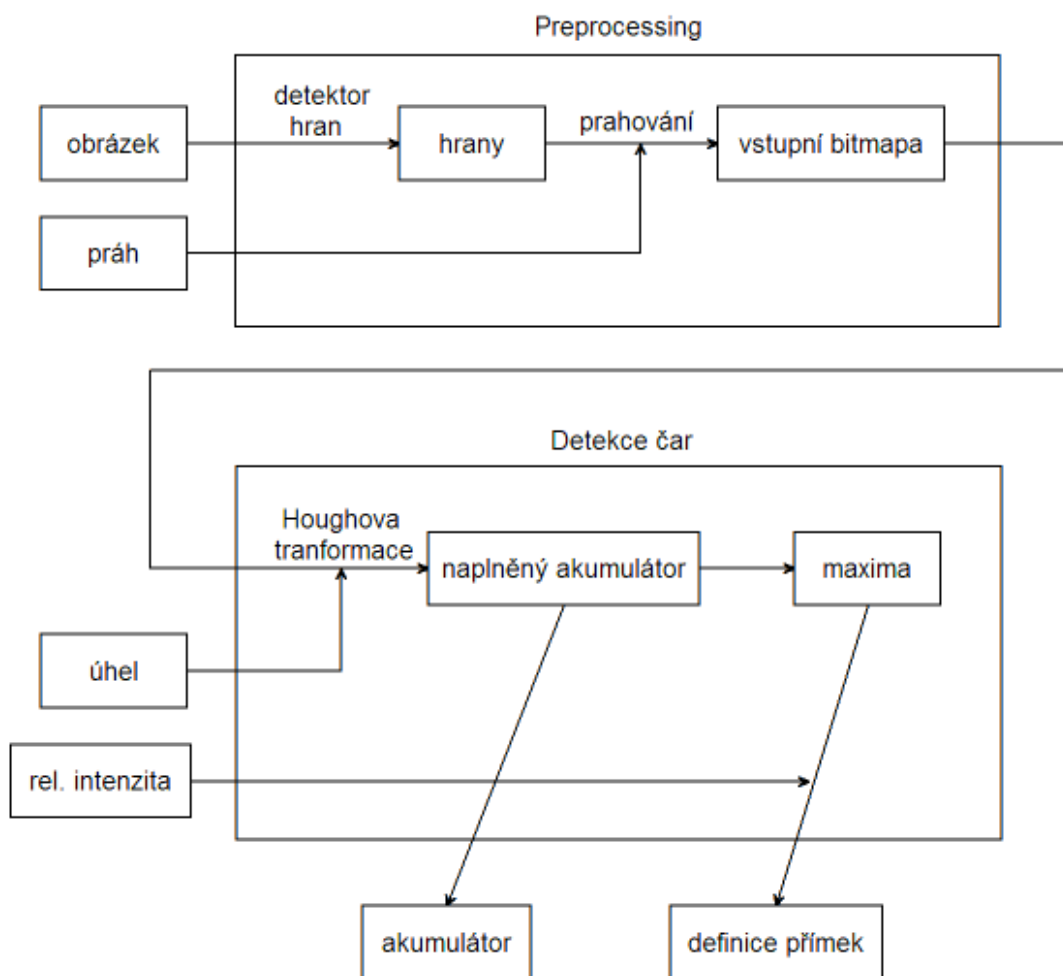 Preprocessing
detektor
hran
obrázek
hrany
prahování
vstupní bitmapa
práh
Detekce čar
Houghova
tranformace
naplněný akumulátor
maxima
úhel
rel. intenzita
akumulátor
definice přímek